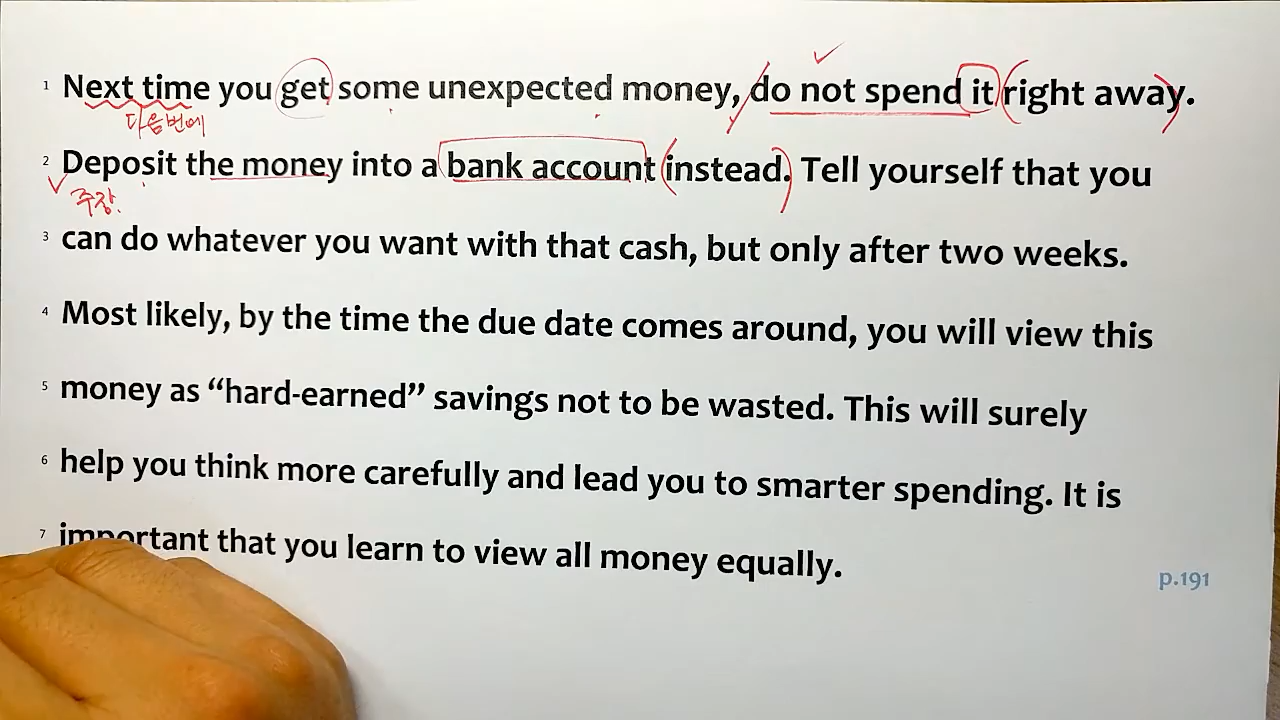 1 Next time you get some unexpected money, do not spend it right away.
다음번에
2 Deposit the money into a bank account instead. Tell yourself that you
주장.
3 can do whatever you want with that cash, but only after two weeks.
4 Most likely, by the time the due date comes around, you will view this
5 money as “hard-earned” savings not to be wasted. This will surely
6 help you think more carefully and lead you to smarter spending. It is
7 important that you learn to view all money equally.
p.191